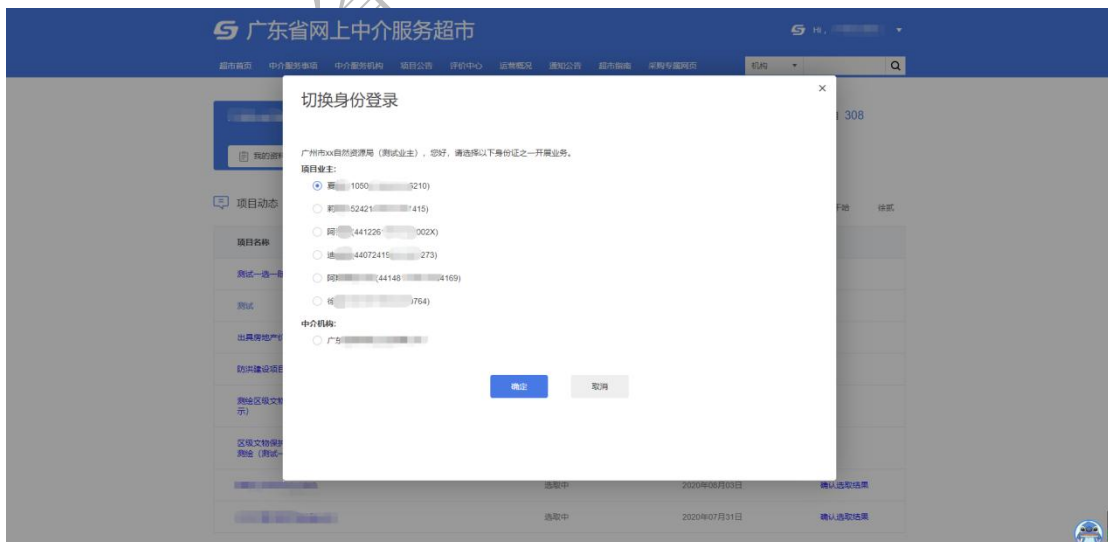 广东省网上中介服务超市
Hi,
超市首页 中介服务事项 中介服务机构 项目公告 评价中心 运营概况 通知公告 超市指南 采购专属网页 机构
切换身份登录
×
308
我的资料
广州市xx自然资源局（测试业主），您好，请选择以下身份证之一开展业务。
项目业主:
1050 5210)
52421 415)
(441226 002X)
44072415 273)
(44148 4169)
0764)
中介机构:
广东
确定 取消
项目动态
项目名称
测试一选一
测试
出具房地产
防洪建设项目
测绘区级文物
示)
区级文物保护
测绘（测试一
选取中 2020年08月03日 确认选取结果
选取中 2020年07月31日 确认选取结果